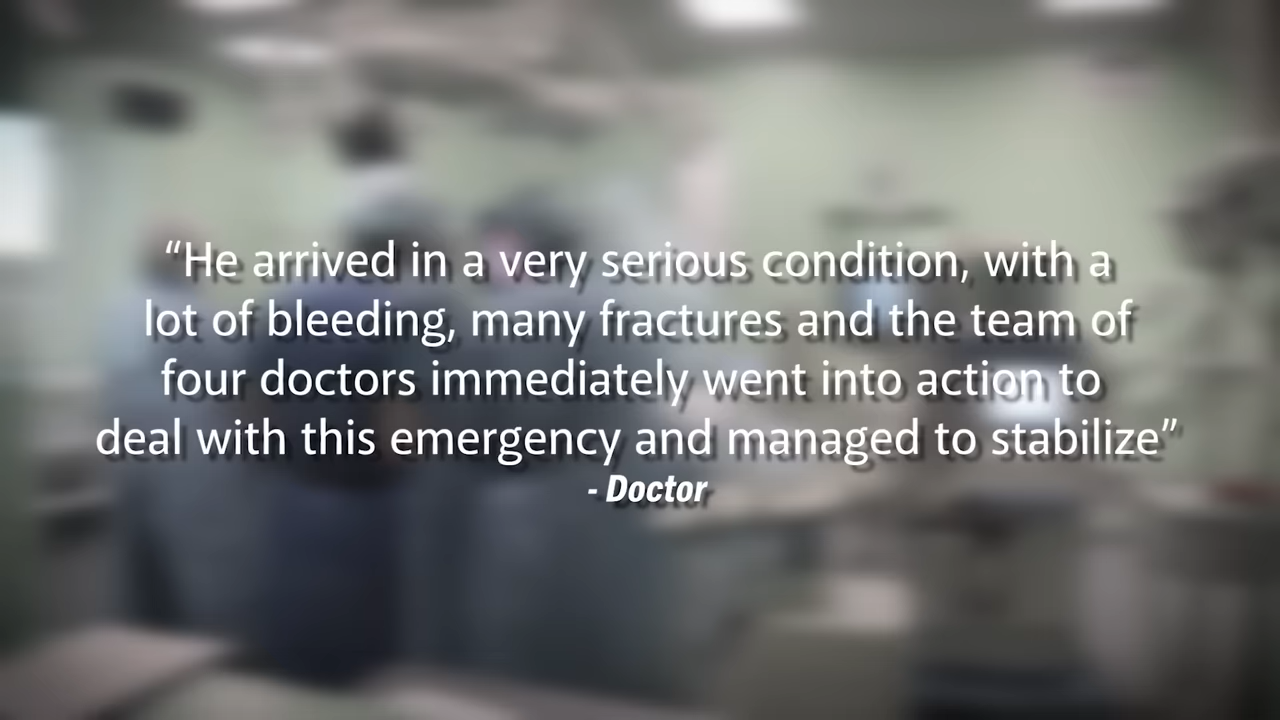 “He arrived in a very serious condition, with a
lot of bleeding, many fractures and the team of
four doctors immediately went into action to
deal with this emergency and managed to stabilize”
- Doctor